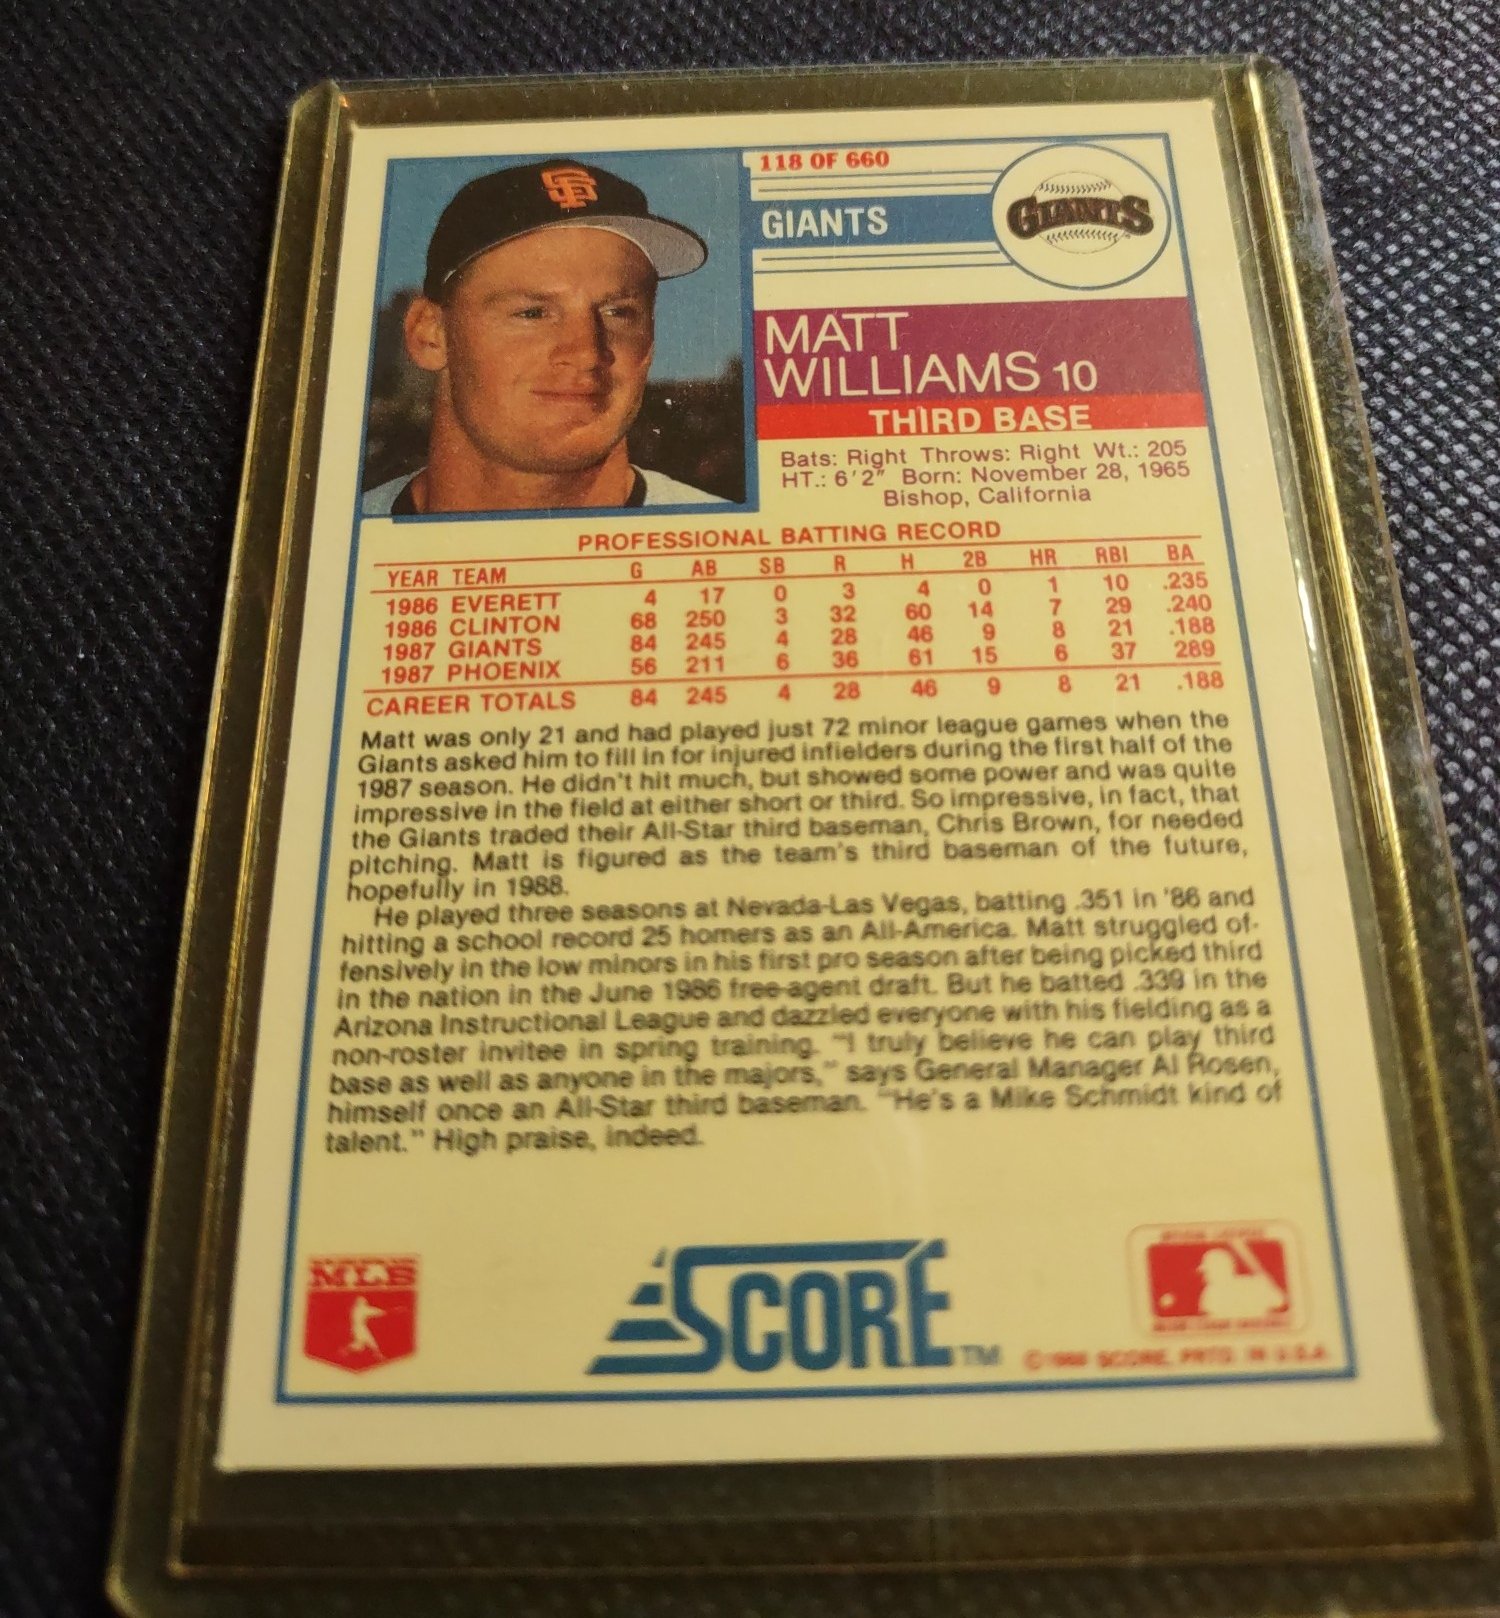 118 OF 660
GIANTS
GIANTS
SF
MATT
WILLIAMS 10
THIRD BASE
Bats: Right Throws: Right Wt.: 205
HT.: 6'2" Born: November 28, 1965
Bishop, California
PROFESSIONAL BATTING RECORD
YEAR TEAM G AB SB R H 2B HR RBI BA
1986 EVERETT 4 17 0 3 4 0 1 10 .235
1986 CLINTON 68 250 3 32 60 14 7 29 .240
1987 GIANTS 84 245 4 28 46 9 8 21 .188
1987 PHOENIX 56 211 6 36 61 15 6 37 289
CAREER TOTALS 84 245 4 28 46 9 8 21 .188
Matt was only 21 and had played just 72 minor league games when the
Giants asked him to fill in for injured infielders during the first half of the
1987 season. He didn't hit much, but showed some power and was quite
impressive in the field at either short or third. So impressive, in fact, that
the Giants traded their All-Star third baseman, Chris Brown, for needed
pitching. Matt is figured as the team's third baseman of the future,
hopefully in 1988.
He played three seasons at Nevada-Las Vegas, batting .351 in '86 and
hitting a school record 25 homers as an All-America. Matt struggled of-
fensively in the low minors in his first pro season after being picked third
in the nation in the June 1986 free-agent draft. But he batted .339 in the
Arizona Instructional League and dazzled everyone with his fielding as a
non-roster invitee in spring training. "I truly believe he can play third
base as well as anyone in the majors," says General Manager Al Rosen,
himself once an All-Star third baseman. "He's a Mike Schmidt kind of
talent." High praise, indeed.
MLB
SCORE TM
© 1988 SCORE, PRTD. IN U.S.A.